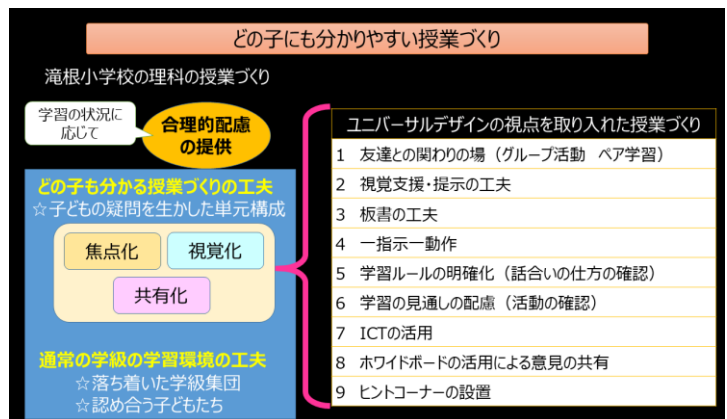 どの子にも分かりやすい授業づくり
滝根小学校の理科の授業づくり
学習の状況に
応じて
合理的配慮
の提供
どの子も分かる授業づくりの工夫
☆子どもの疑問を生かした単元構成
焦点化
視覚化
共有化
通常の学級の学習環境の工夫
☆落ち着いた学級集団
☆認め合う子どもたち
ユニバーサルデザインの視点を取り入れた授業づくり
1 友達との関わりの場（グループ活動 ペア学習）
2 視覚支援・提示の工夫
3 板書の工夫
4 一指示一動作
5 学習ルールの明確化（話合いの仕方の確認）
6 学習の見通しの配慮（活動の確認）
7 ICTの活用
8 ホワイドボードの活用による意見の共有
9 ヒントコーナーの設置